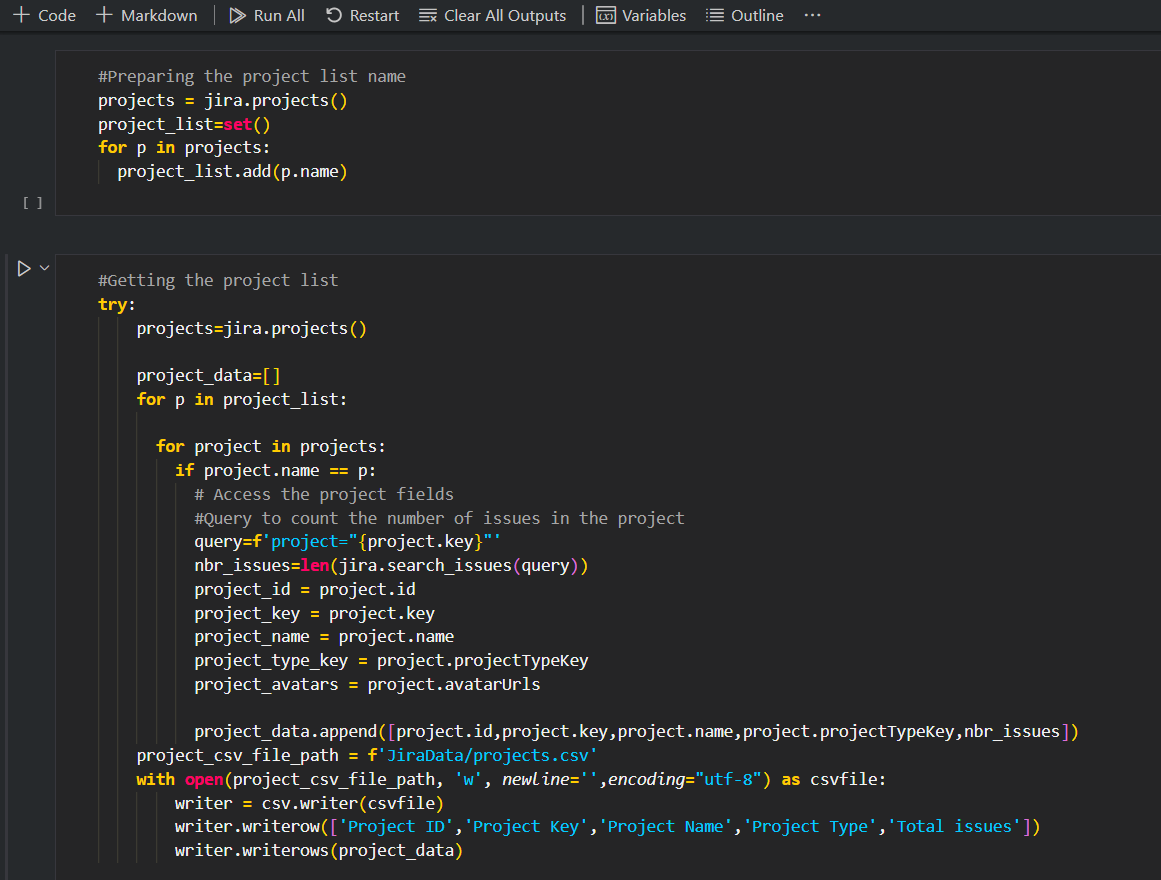 Code Markdown Run All Restart Clear All Outputs Variables Outline ...
#Preparing the project list name
projects = jira.projects()
project_list=set()
for p in projects:
  project_list.add(p.name)
[ ]
#Getting the project list
try:
    projects=jira.projects()
    project_data=[]
    for p in project_list:
      for project in projects:
        if project.name == p:
          # Access the project fields
          #Query to count the number of issues in the project
          query=f'project="{project.key}"'
          nbr_issues=len(jira.search_issues(query))
          project_id = project.id
          project_key = project.key
          project_name = project.name
          project_type_key = project.projectTypeKey
          project_avatars = project.avatarUrls
          project_data.append([project.id,project.key,project.name,project.projectTypeKey,nbr_issues])
    project_csv_file_path = f'JiraData/projects.csv'
    with open(project_csv_file_path, 'w', newline='',encoding="utf-8") as csvfile:
        writer = csv.writer(csvfile)
        writer.writerow(['Project ID','Project Key','Project Name','Project Type','Total issues'])
        writer.writerows(project_data)